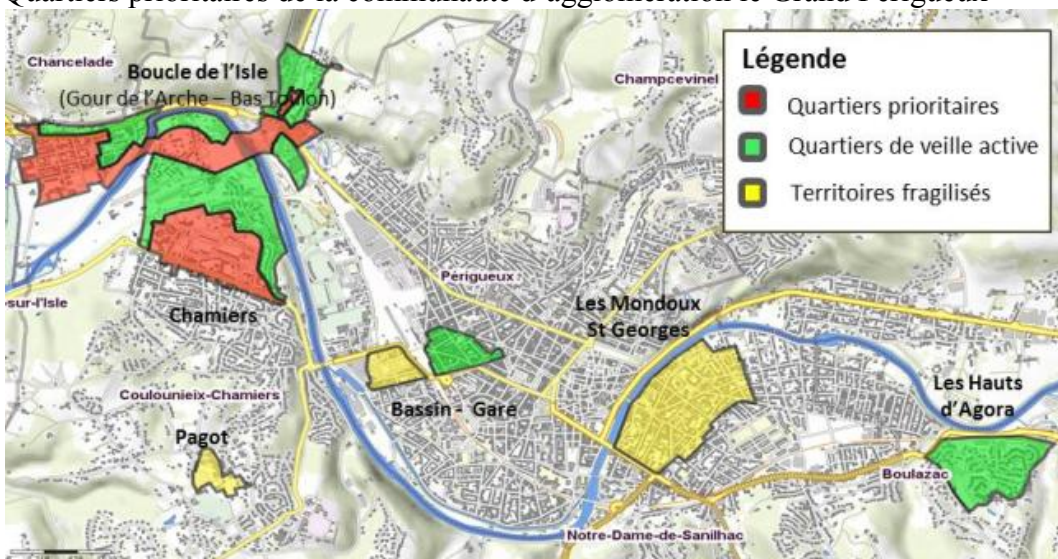 Quartiers prioritaires de la communauté d'agglomération le Grand Périgueux
Chancelade
Boucle de l'Isle
(Gour de l'Arche – Bas Toulon)
Champcevinel
Légende
Quartiers prioritaires
Quartiers de veille active
Territoires fragilisés
Périgueux
sur-l'Isle
Chamiers
Les Mondoux
St Georges
Coulounieix-Chamiers
Bassin - Gare
Les Hauts
d'Agora
Pagot
Boulazac
Notre-Dame-de-Sanilhac